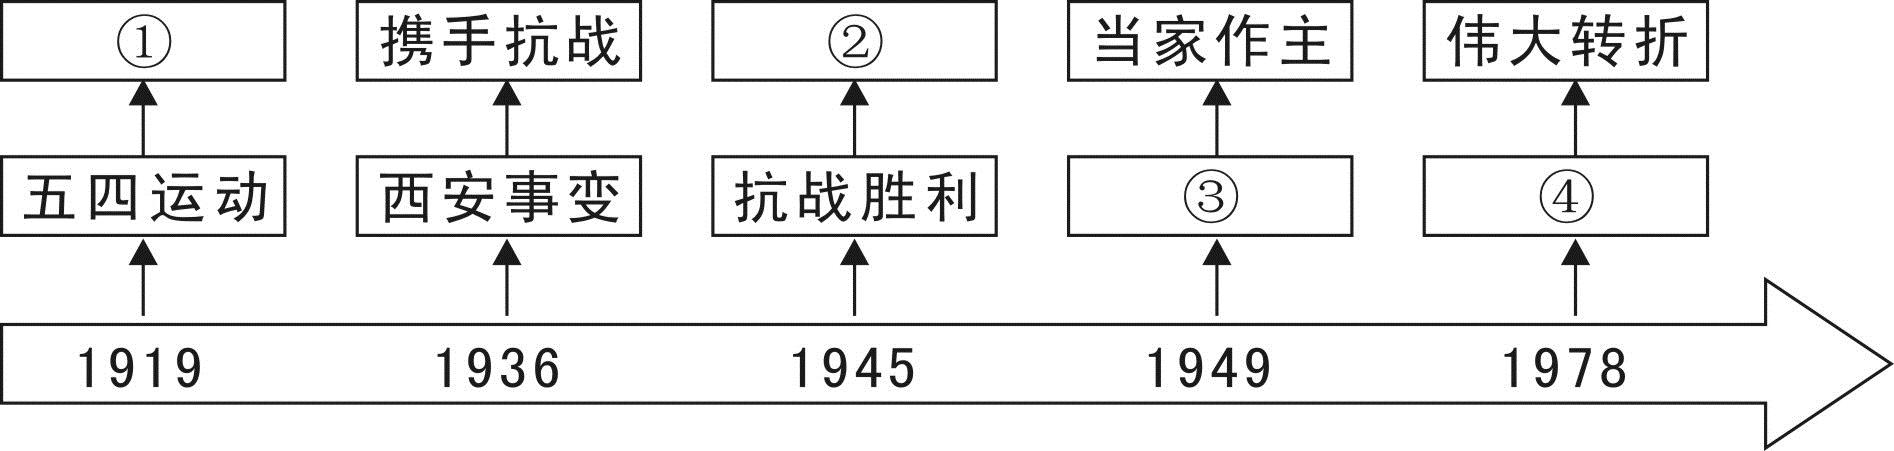 ① 携手抗战 ② 当家作主 伟大转折
五四运动 西安事变 抗战胜利 ③ ④
1919 1936 1945 1949 1978